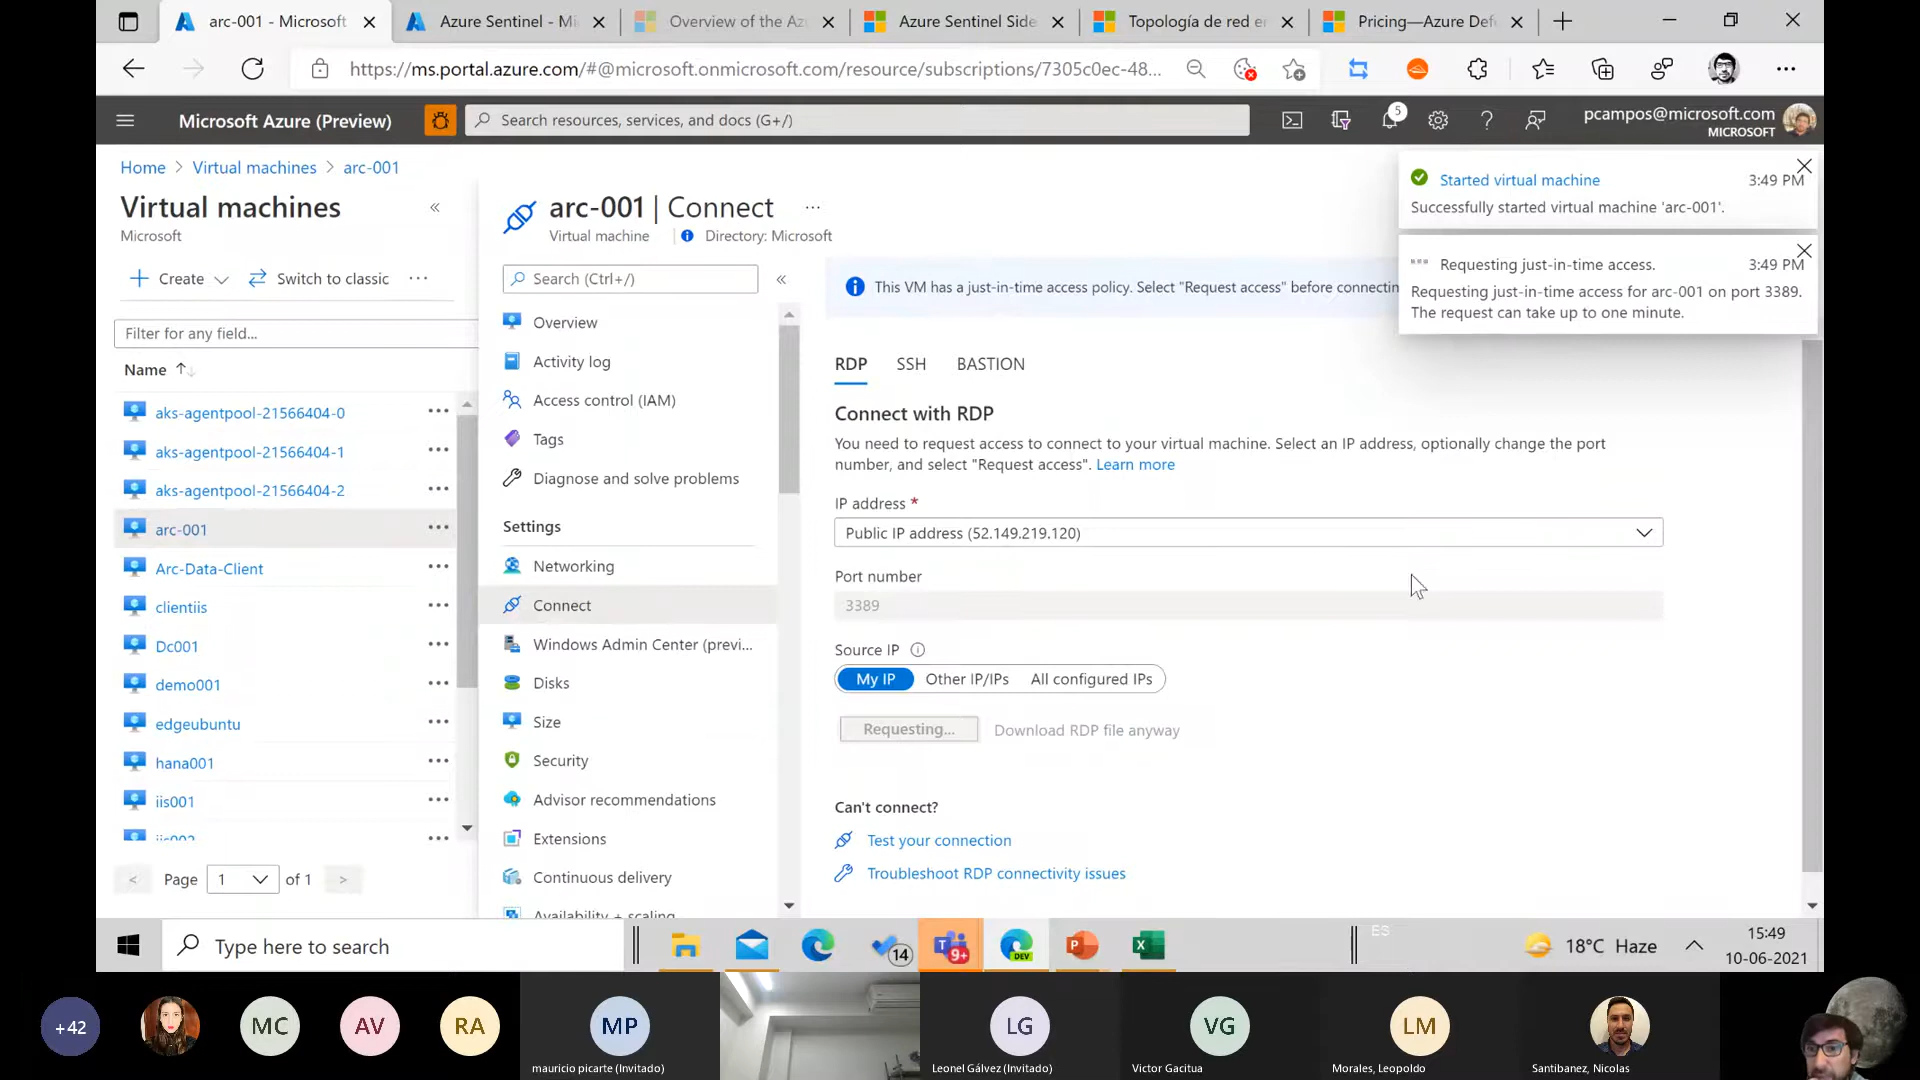 arc-001 - Microsoft
Azure Sentinel - Mi
Overview of the Az
Azure Sentinel Side
Topología de red e
Pricing—Azure Def
https://ms.portal.azure.com/#@microsoft.onmicrosoft.com/resource/subscriptions/7305c0ec-48...
Microsoft Azure (Preview)
Search resources, services, and docs (G+/)
5
pcampos@microsoft.com
MICROSOFT
Home > Virtual machines > arc-001
Virtual machines
Microsoft
Create
Switch to classic
Filter for any field...
Name
aks-agentpool-21566404-0
aks-agentpool-21566404-1
aks-agentpool-21566404-2
arc-001
Arc-Data-Client
clientiis
Dc001
demo001
edgeubuntu
hana001
iis001
Page 1 of 1
arc-001 | Connect
Virtual machine
Directory: Microsoft
Search (Ctrl+/)
Overview
Activity log
Access control (IAM)
Tags
Diagnose and solve problems
Settings
Networking
Connect
Windows Admin Center (previ...
Disks
Size
Security
Advisor recommendations
Extensions
Continuous delivery
Availability + scaling
This VM has a just-in-time access policy. Select "Request access" before connectin
RDP
SSH
BASTION
Connect with RDP
You need to request access to connect to your virtual machine. Select an IP address, optionally change the port
number, and select "Request access". Learn more
IP address *
Public IP address (52.149.219.120)
Port number
3389
Source IP
My IP
Other IP/IPs
All configured IPs
Requesting...
Download RDP file anyway
Can't connect?
Test your connection
Troubleshoot RDP connectivity issues
Started virtual machine
3:49 PM
Successfully started virtual machine 'arc-001'.
Requesting just-in-time access.
3:49 PM
Requesting just-in-time access for arc-001 on port 3389.
The request can take up to one minute.
Type here to search
14
9+
DEV
ES
18°C Haze
15:49
10-06-2021
+42
MC
AV
RA
MP
mauricio picarte (Invitado)
LG
Leonel Gálvez (Invitado)
VG
Victor Gacitua
LM
Morales, Leopoldo
Santibanez, Nicolas